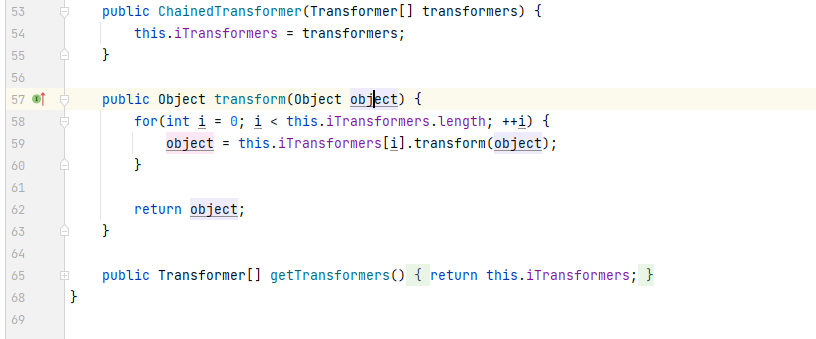 53 public ChainedTransformer(Transformer[] transformers) {
54 this.iTransformers = transformers;
55 }
56
57 public Object transform(Object object) {
58 for(int i = 0; i < this.iTransformers.length; ++i) {
59 object = this.iTransformers[i].transform(object);
60 }
61
62 return object;
63 }
64
65 public Transformer[] getTransformers() { return this.iTransformers; }
68 }
69